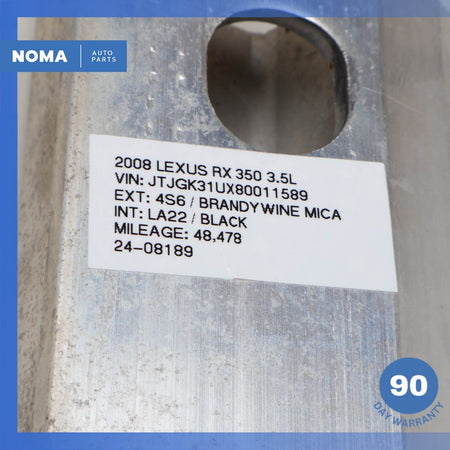 NOMA
AUTO
PARTS
2008 LEXUS RX 350 3.5L
VIN: JTJGK31UX80011589
EXT: 4S6 / BRANDYWINE MICA
INT: LA22 / BLACK
MILEAGE: 48,478
24-08189
90
DAY WARRANTY